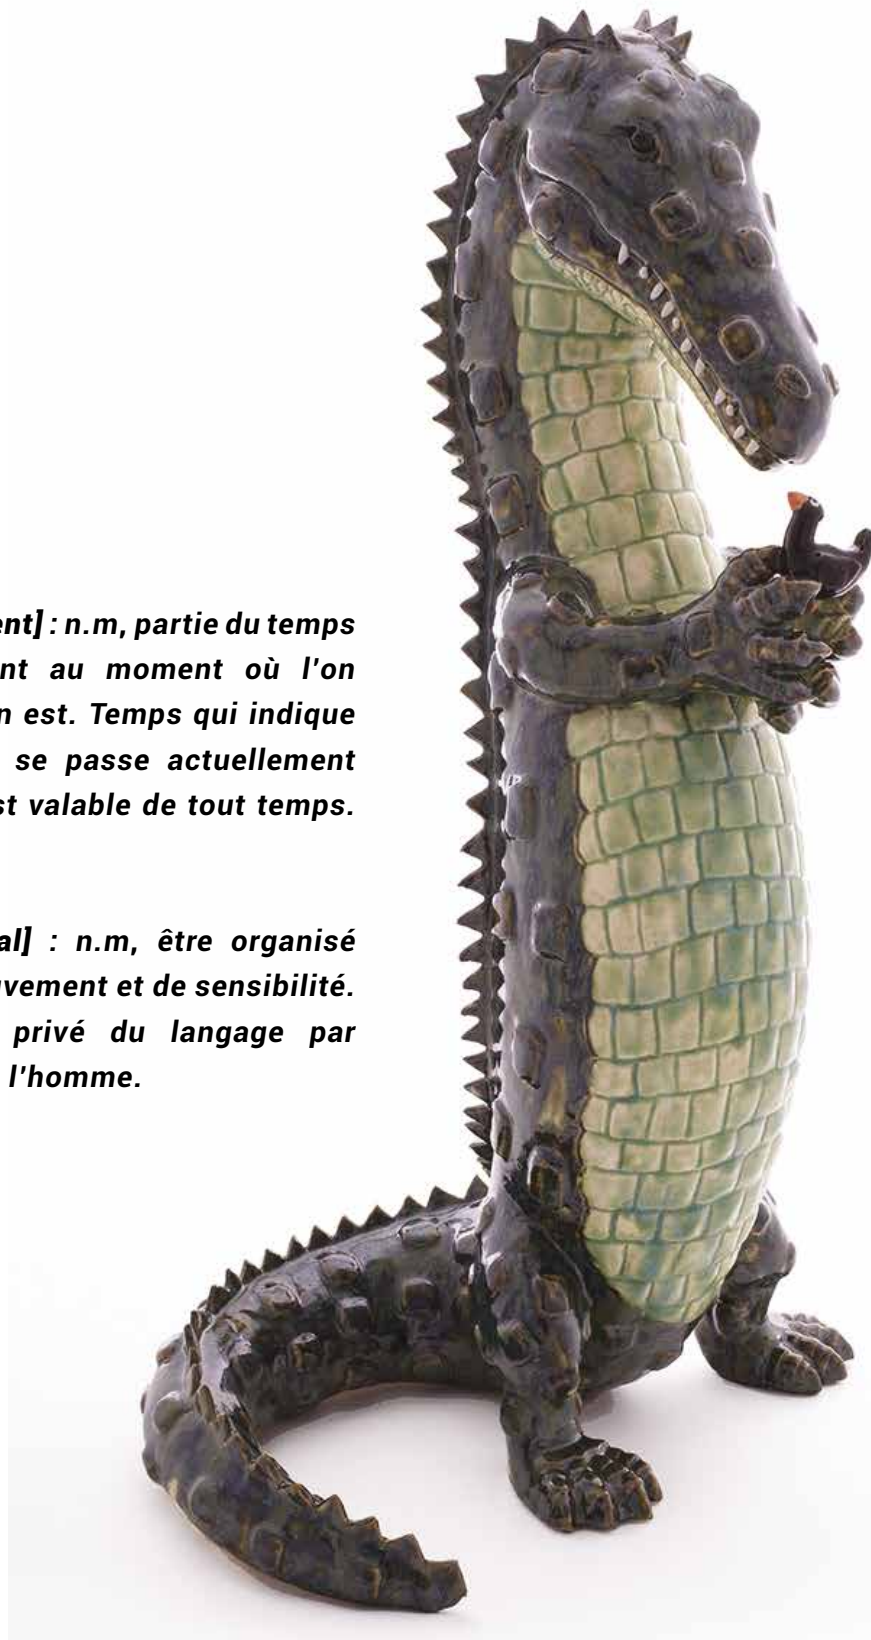 ent] : n.m, partie du temps
nt au moment où l'on
n est. Temps qui indique
se passe actuellement
st valable de tout temps.
al] : n.m, être organisé
uvement et de sensibilité.
privé du langage par
l'homme.